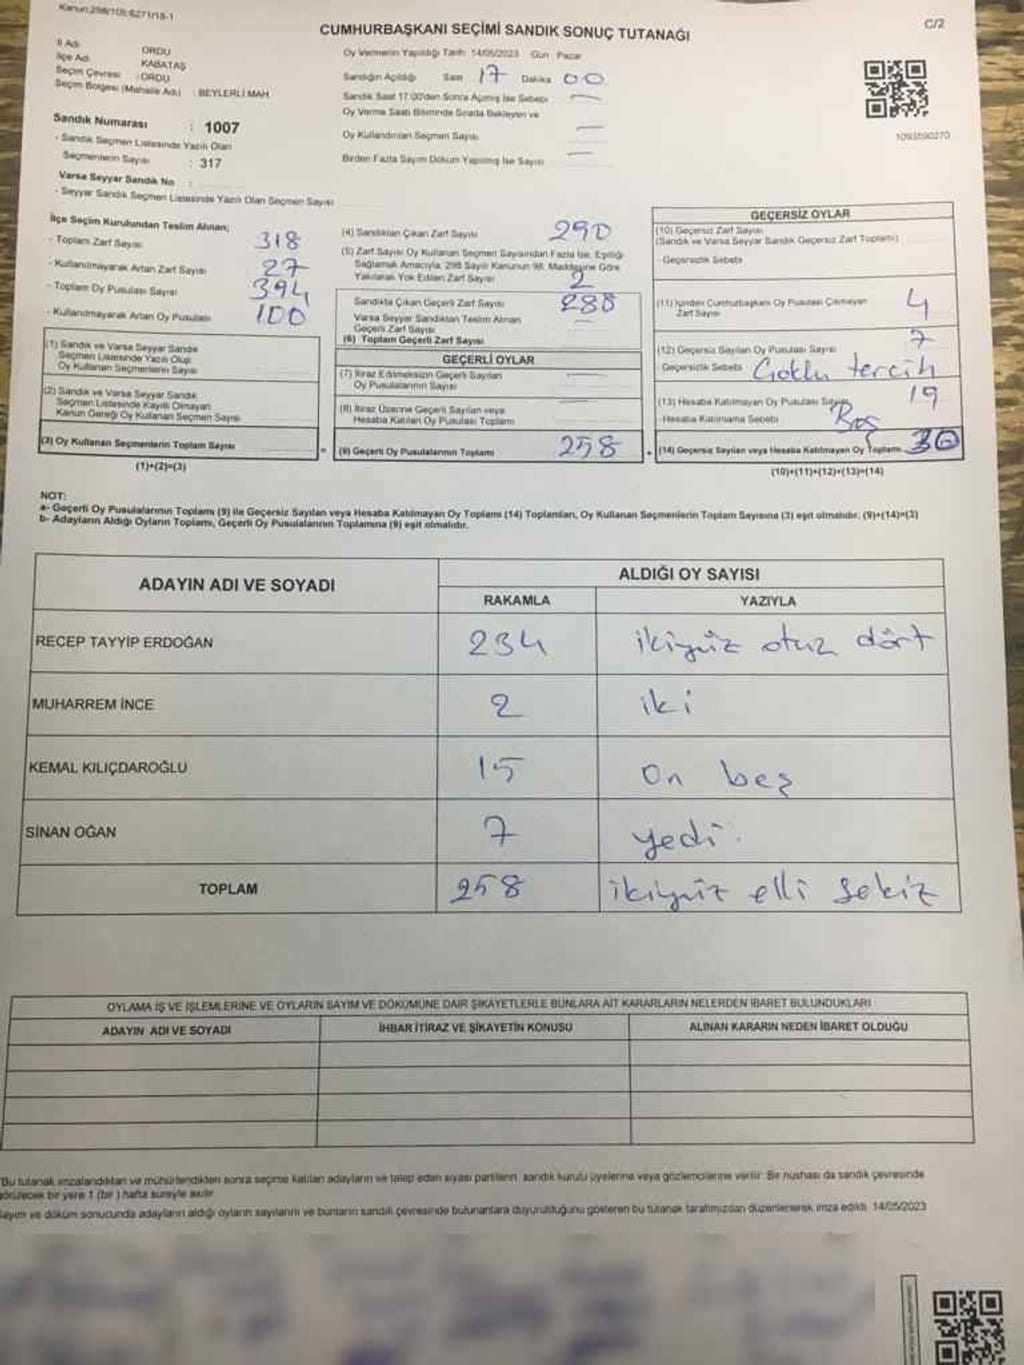 Kanun:298/105;6271/18-1
C/2
CUMHURBAŞKANI SEÇİMİ SANDIK SONUÇ TUTANAĞI
İl Adı : ORDU
İlçe Adı : KABATAŞ
Seçim Çevresi : ORDU
Seçim Bölgesi (Mahalle Adı) : BEYLERLİ MAH
Sandık Numarası : 1007
- Sandık Seçmen Listesinde Yazılı Olan
Seçmenlerin Sayısı : 317
Varsa Seyyar Sandık No :
- Seyyar Sandık Seçmen Listesinde Yazılı Olan Seçmen Sayısı
Oy Vermenin Yapıldığı Tarih 14/05/2023 Gün : Pazar
Sandığın Açıldığı Saat 17 Dakika 00
Sandık Saat 17:00'den Sonra Açılmış İse Sebebi —
Oy Verme Saati Bitiminde Sırada Bekleyen ve
Oy Kullandırılan Seçmen Sayısı —
Birden Fazla Sayım Döküm Yapılmış İse Sayısı —
1093590270
İlçe Seçim Kurulundan Teslim Alınan;
- Toplam Zarf Sayısı 318
- Kullanılmayarak Artan Zarf Sayısı 27
- Toplam Oy Pusulası Sayısı 394
- Kullanılmayarak Artan Oy Pusulası 100
(1) Sandık ve Varsa Seyyar Sandık
Seçmen Listesinde Yazılı Olup
Oy Kullanan Seçmenlerin Sayısı
(2) Sandık ve Varsa Seyyar Sandık
Seçmen Listesinde Kayıtlı Olmayan
Kanun Gereği Oy Kullanan Seçmen Sayısı
(3) Oy Kullanan Seçmenlerin Toplam Sayısı
(1)+(2)=(3)
(4) Sandıktan Çıkan Zarf Sayısı 290
(5) Zarf Sayısı Oy Kullanan Seçmen Sayısından Fazla İse, Eşitliği
Sağlamak Amacıyla, 298 Sayılı Kanunun 98. Maddesine Göre
Yakılarak Yok Edilen Zarf Sayısı 2
Sandıkta Çıkan Geçerli Zarf Sayısı 288
Varsa Seyyar Sandıktan Teslim Alınan
Geçerli Zarf Sayısı —
(6) Toplam Geçerli Zarf Sayısı
GEÇERLİ OYLAR
(7) İtiraz Edilmeksizin Geçerli Sayılan
Oy Pusulalarının Sayısı —
(8) İtiraz Üzerine Geçerli Sayılan veya
Hesaba Katılan Oy Pusulası Toplamı —
= (9) Geçerli Oy Pusulalarının Toplamı 258
GEÇERSİZ OYLAR
(10) Geçersiz Zarf Sayısı
(Sandık ve Varsa Seyyar Sandık Geçersiz Zarf Toplamı)
- Geçersizlik Sebebi
(11) İçinden Cumhurbaşkanı Oy Pusulası Çıkmayan
Zarf Sayısı 4
(12) Geçersiz Sayılan Oy Pusulası Sayısı 7
- Geçersizlik Sebebi Çoklu tercih
(13) Hesaba Katılmayan Oy Pusulası Sayısı 19
- Hesaba Katılmama Sebebi Boş
+ (14) Geçersiz Sayılan veya Hesaba Katılmayan Oy Toplamı 30
(10)+(11)+(12)+(13)=(14)
NOT:
a- Geçerli Oy Pusulalarının Toplamı (9) ile Geçersiz Sayılan veya Hesaba Katılmayan Oy Toplamı (14) Toplamları, Oy Kullanan Seçmenlerin Toplam Sayısına (3) eşit olmalıdır. (9)+(14)=(3)
b- Adayların Aldığı Oyların Toplamı, Geçerli Oy Pusulalarının Toplamına (9) eşit olmalıdır.
ADAYIN ADI VE SOYADI
ALDIĞI OY SAYISI
RAKAMLA YAZIYLA
RECEP TAYYİP ERDOĞAN 234 ikiyüz otuz dört
MUHARREM İNCE 2 iki
KEMAL KILIÇDAROĞLU 15 on beş
SİNAN OĞAN 7 yedi
TOPLAM 258 ikiyüz elli sekiz
OYLAMA İŞ VE İŞLEMLERİNE VE OYLARIN SAYIM VE DÖKÜMÜNE DAİR ŞİKAYETLERLE BUNLARA AİT KARARLARIN NELERDEN İBARET BULUNDUKLARI
ADAYIN ADI VE SOYADI İHBAR İTİRAZ VE ŞİKAYETİN KONUSU ALINAN KARARIN NEDEN İBARET OLDUĞU
Bu tutanak imzalandıktan ve mühürlendikten sonra seçime katılan adayların ve talep eden siyasi partilerin sandık kurulu üyelerine veya gözlemcilerine verilir. Bir nüshası da sandık çevresinde
görülecek bir yere 1 (bir ) hafta süreyle asılır
Sayım ve döküm sonucunda adayların aldığı oyların sayılarını ve bunların sandık çevresinde bulunanlara duyurulduğunu gösteren bu tutanak tarafımızdan düzenlenerek imza edildi. 14/05/2023